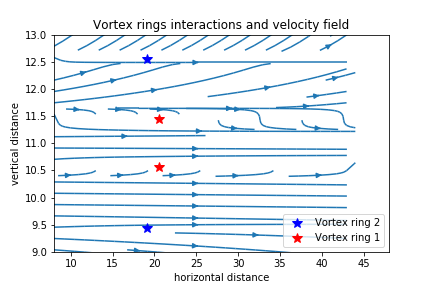 Vortex rings interactions and velocity field
vertical distance
13.0
12.5
12.0
11.5
11.0
10.5
10.0
9.5
9.0
Vortex ring 2
Vortex ring 1
10 15 20 25 30 35 40 45
horizontal distance